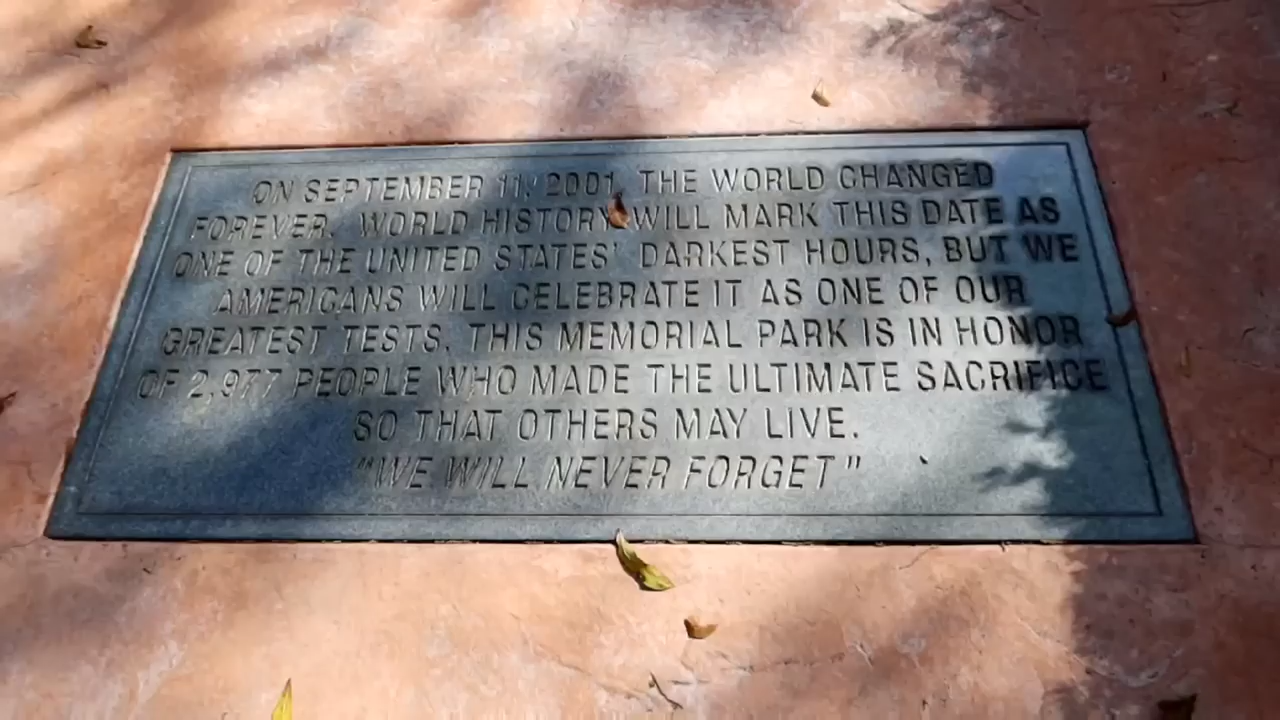 ON SEPTEMBER 11, 2001, THE WORLD CHANGED
FOREVER. WORLD HISTORY WILL MARK THIS DATE AS
ONE OF THE UNITED STATES' DARKEST HOURS, BUT WE
AMERICANS WILL CELEBRATE IT AS ONE OF OUR
GREATEST TESTS. THIS MEMORIAL PARK IS IN HONOR
OF 2,977 PEOPLE WHO MADE THE ULTIMATE SACRIFICE
SO THAT OTHERS MAY LIVE.
"WE WILL NEVER FORGET"